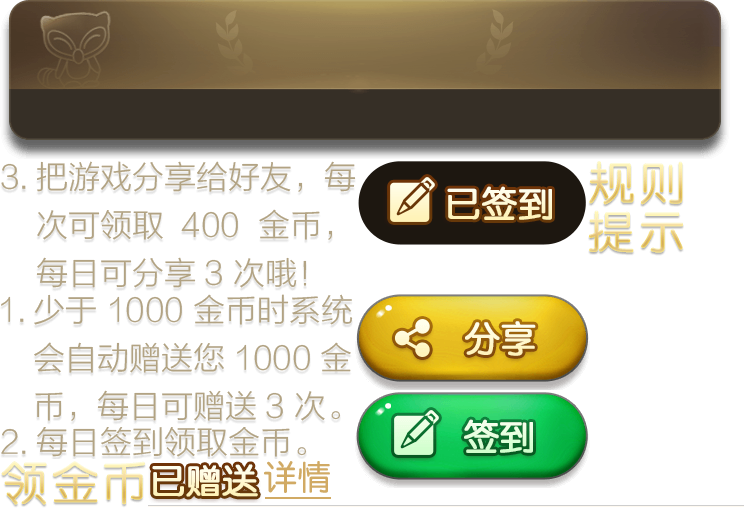 3. 把游戏分享给好友，每
次可领取 400 金币，
每日可分享 3 次哦！
已签到
规则
提示
1. 少于 1000 金币时系统
会自动赠送您 1000 金
币，每日可赠送 3 次。
分享
2. 每日签到领取金币。
签到
领金币
已赠送
详情